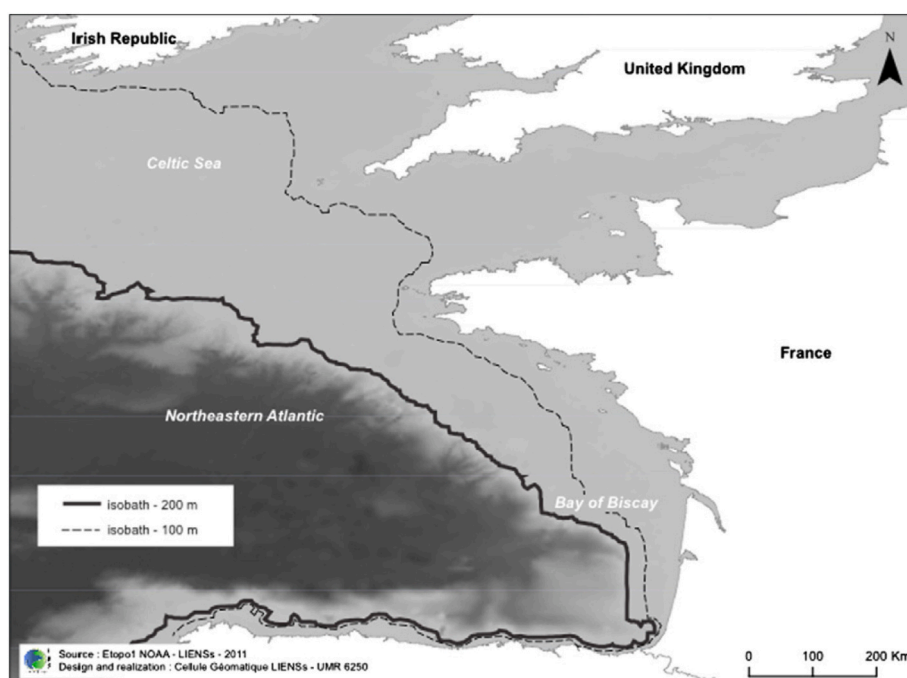 Irish Republic
N
United Kingdom
Celtic Sea
France
Northeastern Atlantic
isobath - 200 m
Bay of Biscay
isobath - 100 m
Source : Etopo1 NOAA - LIENSs - 2011
Design and realization : Cellule Géomatique LIENSs - UMR 6250
0 100 200 Km